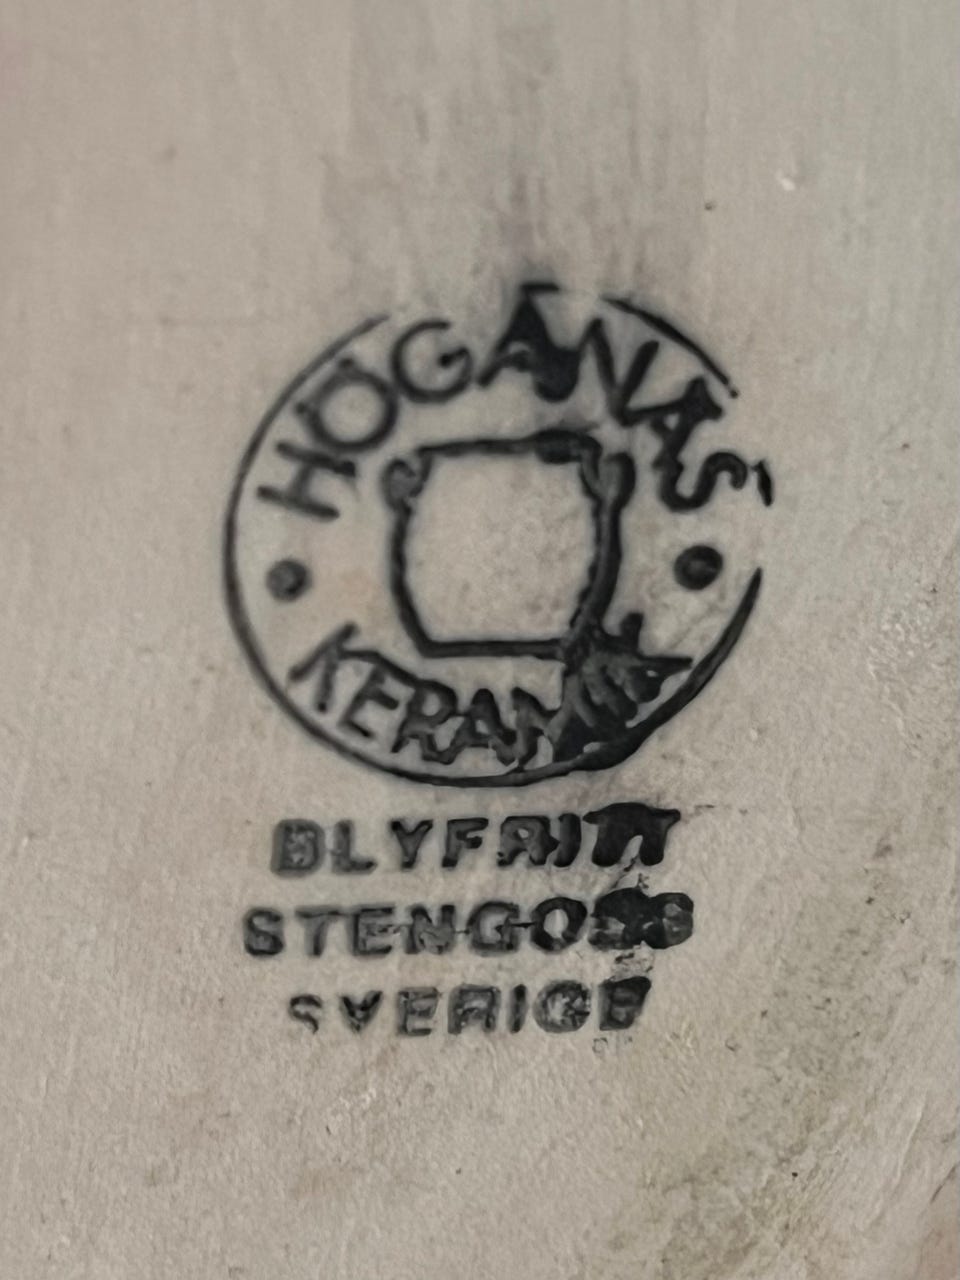 HÖGANÄS
KERAMIK
BLYFRITT
STENGODS
SVERIGE